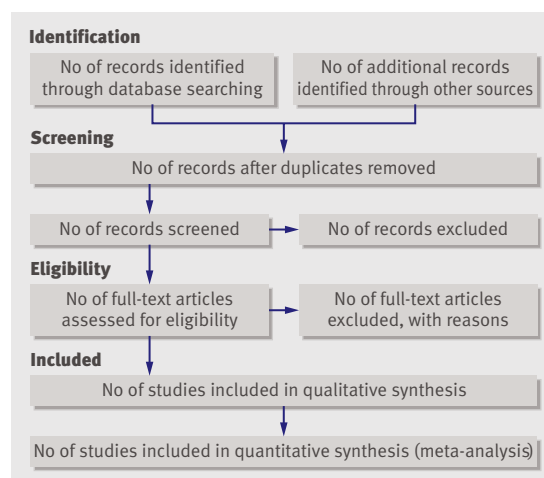 Identification
No of records identified
through database searching
No of additional records
identified through other sources
Screening
No of records after duplicates removed
No of records screened
No of records excluded
Eligibility
No of full-text articles
assessed for eligibility
No of full-text articles
excluded, with reasons
Included
No of studies included in qualitative synthesis
No of studies included in quantitative synthesis (meta-analysis)